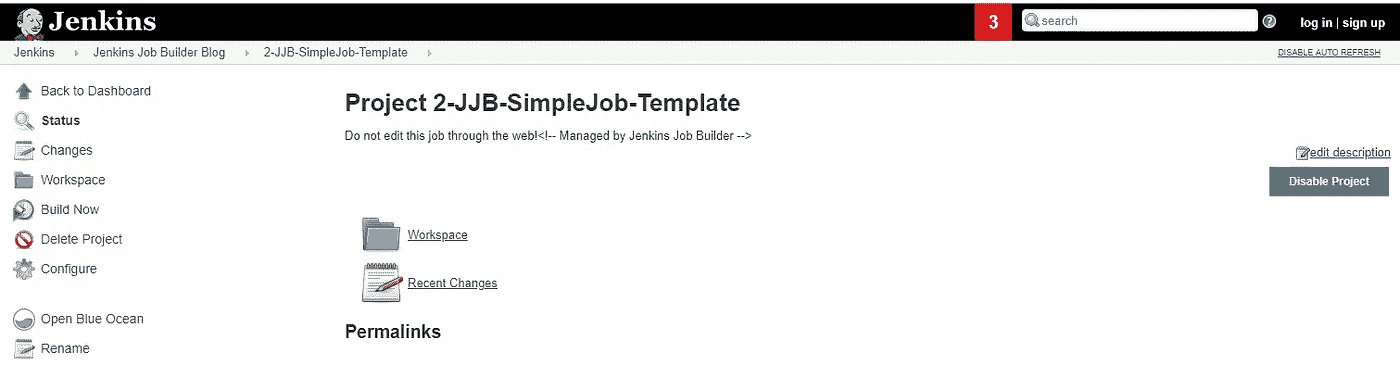 Jenkins 3 search log in | sign up
Jenkins Jenkins Job Builder Blog 2-JJB-SimpleJob-Template DISABLE AUTO REFRESH
Back to Dashboard
Status
Changes
Workspace
Build Now
Delete Project
Configure
Open Blue Ocean
Rename
Project 2-JJB-SimpleJob-Template
Do not edit this job through the web!<!-- Managed by Jenkins Job Builder -->
edit description
Disable Project
Workspace
Recent Changes
Permalinks